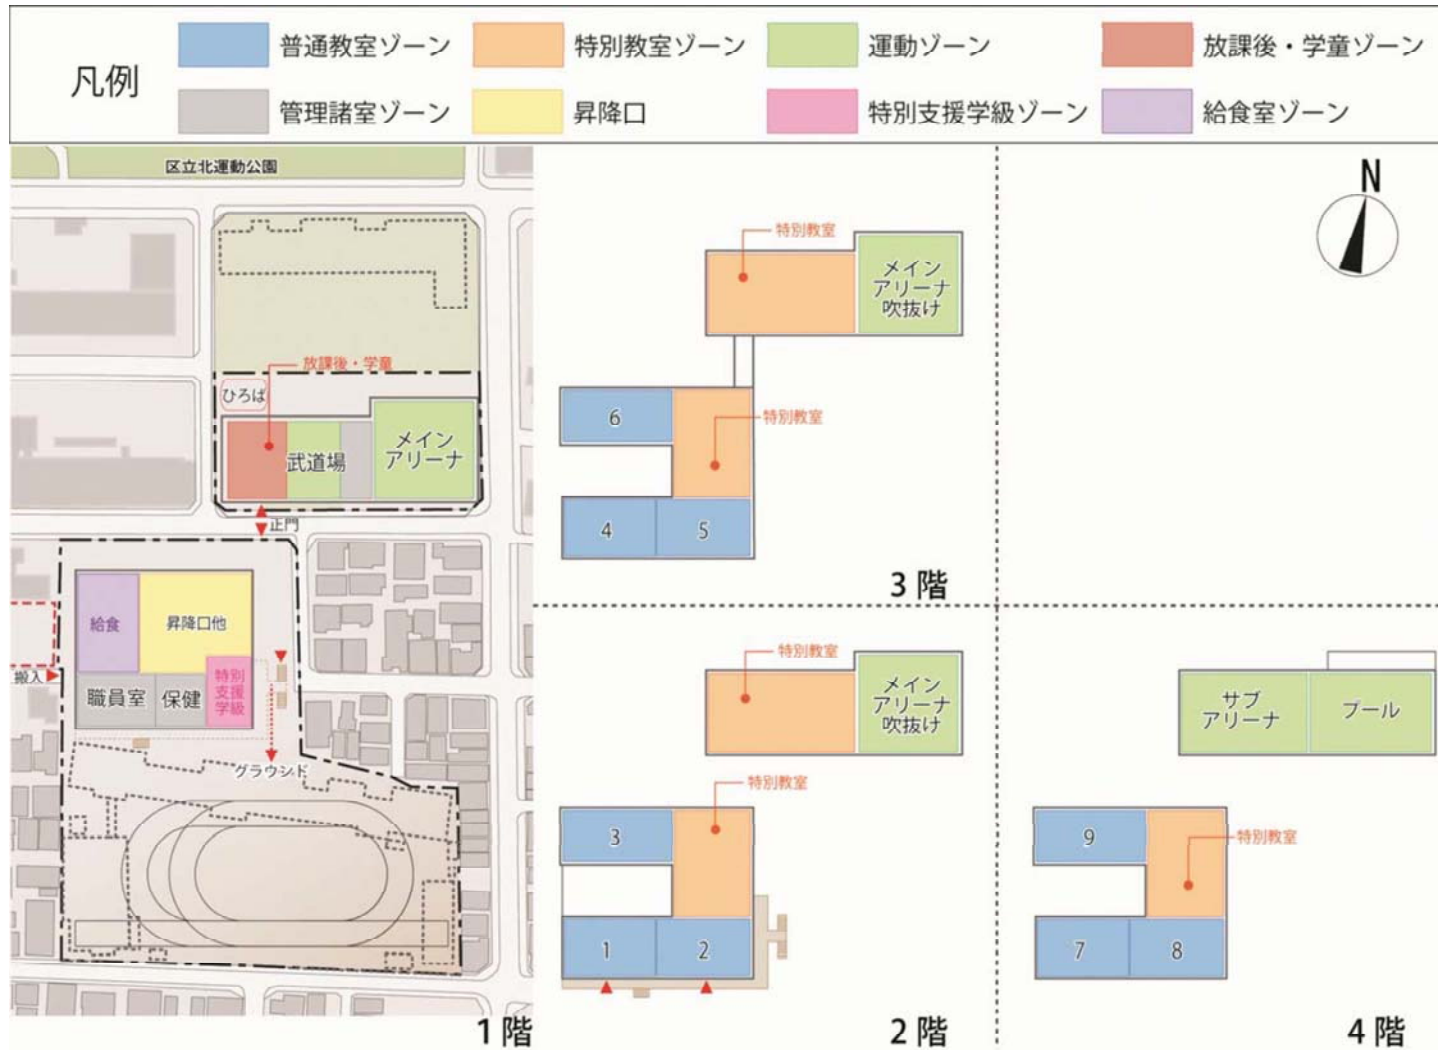 凡例
普通教室ゾーン
特別教室ゾーン
運動ゾーン
放課後・学童ゾーン
管理諸室ゾーン
昇降口
特別支援学級ゾーン
給食室ゾーン
区立北運動公園
放課後・学童
ひろば
武道場
メイン
アリーナ
正門
給食
昇降口他
搬入
職員室
保健
特別
支援
学級
グラウンド
1階
N
特別教室
メイン
アリーナ
吹抜け
6
特別教室
4
5
3階
特別教室
メイン
アリーナ
吹抜け
特別教室
3
1
2
2階
サブ
アリーナ
プール
9
特別教室
7
8
4階